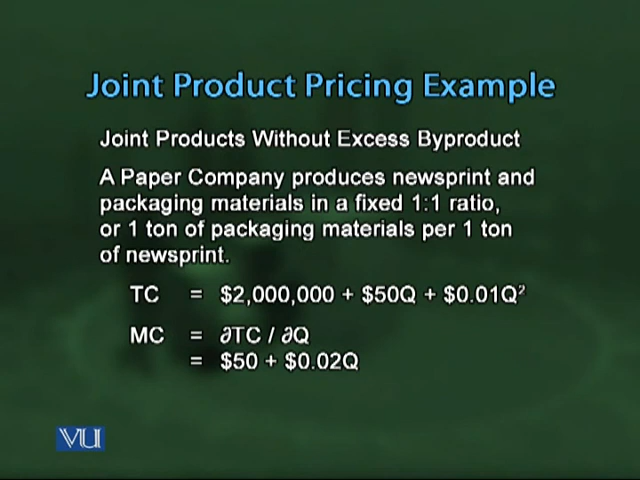 Joint Product Pricing Example
Joint Products Without Excess Byproduct
A Paper Company produces newsprint and
packaging materials in a fixed 1:1 ratio,
or 1 ton of packaging materials per 1 ton
of newsprint.
TC = $2,000,000 + $50Q + $0.01Q²
MC = ∂TC / ∂Q
= $50 + $0.02Q
VU